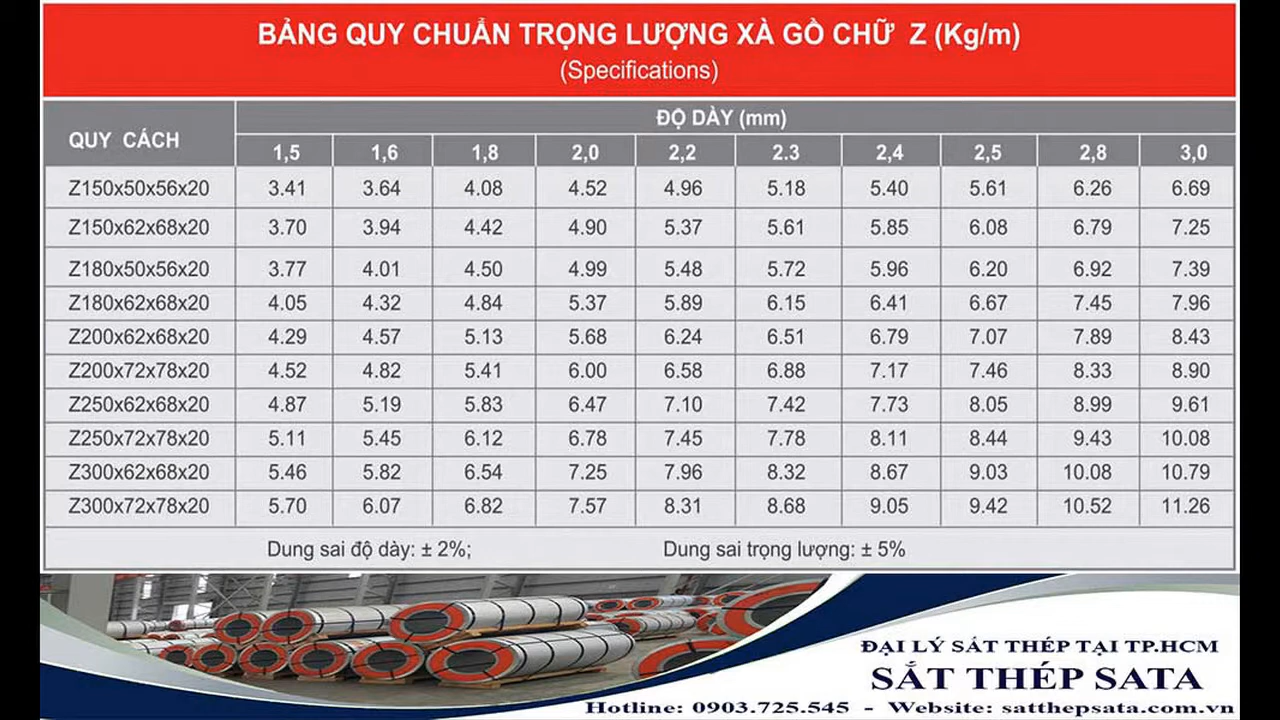 BẢNG QUY CHUẨN TRỌNG LƯỢNG XÀ GỒ CHỮ Z (Kg/m)
(Specifications)
QUY CÁCH
ĐỘ DÀY (mm)
1,5 1,6 1,8 2,0 2,2 2.3 2,4 2,5 2,8 3,0
Z150x50x56x20 3.41 3.64 4.08 4.52 4.96 5.18 5.40 5.61 6.26 6.69
Z150x62x68x20 3.70 3.94 4.42 4.90 5.37 5.61 5.85 6.08 6.79 7.25
Z180x50x56x20 3.77 4.01 4.50 4.99 5.48 5.72 5.96 6.20 6.92 7.39
Z180x62x68x20 4.05 4.32 4.84 5.37 5.89 6.15 6.41 6.67 7.45 7.96
Z200x62x68x20 4.29 4.57 5.13 5.68 6.24 6.51 6.79 7.07 7.89 8.43
Z200x72x78x20 4.52 4.82 5.41 6.00 6.58 6.88 7.17 7.46 8.33 8.90
Z250x62x68x20 4.87 5.19 5.83 6.47 7.10 7.42 7.73 8.05 8.99 9.61
Z250x72x78x20 5.11 5.45 6.12 6.78 7.45 7.78 8.11 8.44 9.43 10.08
Z300x62x68x20 5.46 5.82 6.54 7.25 7.96 8.32 8.67 9.03 10.08 10.79
Z300x72x78x20 5.70 6.07 6.82 7.57 8.31 8.68 9.05 9.42 10.52 11.26
Dung sai độ dày: ± 2%; Dung sai trọng lượng: ± 5%
ĐẠI LÝ SẮT THÉP TẠI TP.HCM
SẮT THÉP SATA
Hotline: 0903.725.545 - Website: satthepsata.com.vn